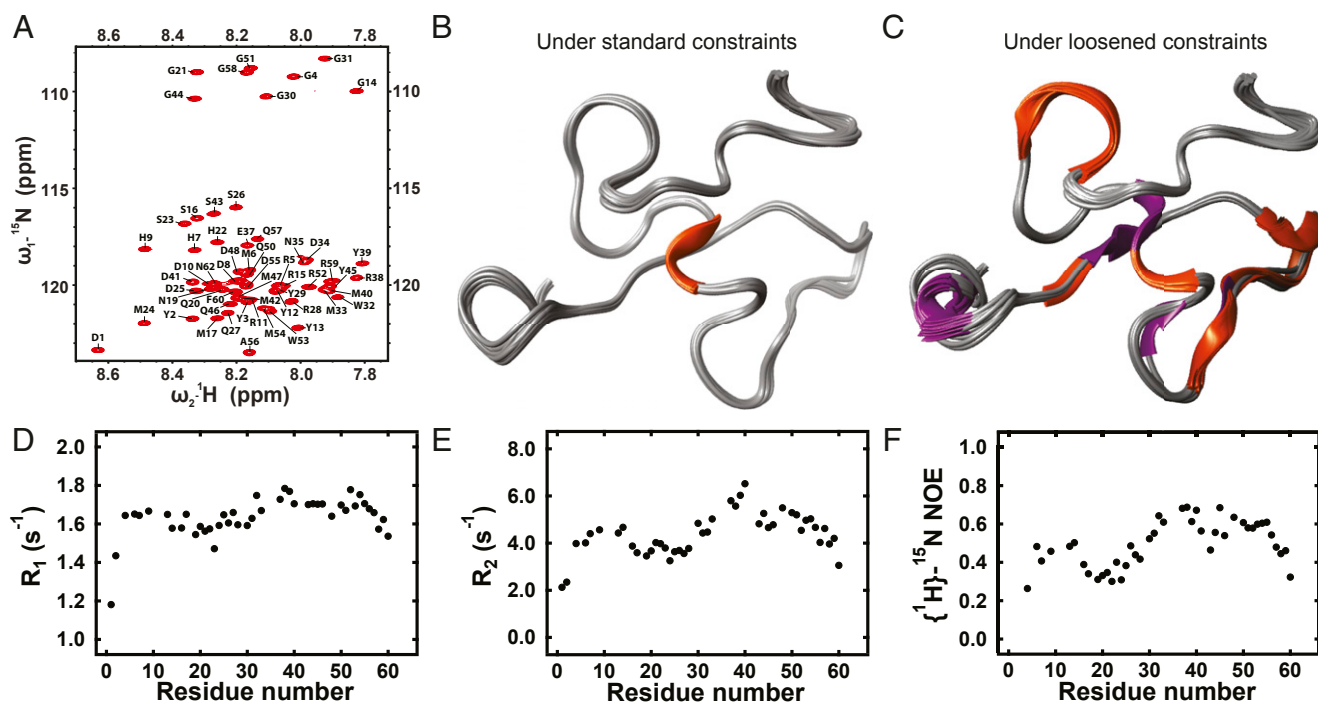 A
B
C
Under standard constraints
Under loosened constraints
8.6 8.4 8.2 8.0 7.8
G51 G31
G21 G58 G4
G14
G44 G30
110 110
ω₁-¹⁵N (ppm)
115 115
S26
S43
S16
S23 E37 Q57
H22
H9 H7 Q50 N35 D34
D48 M6 D55 R5 R59 Y39
D10 N62 D8 M47 R15 R52 Y45
D41 R38
120 120
D25 M42 Y29 M40
N19 F60 W32
Q20 Y12 R28 M33
M24 Q46 Y3 R11
Y2 Q27 M54 Y13
M17 W53
D1 A56
8.6 8.4 8.2 8.0 7.8
ω₂-¹H (ppm)
D
E
F
2.0
1.8
1.6
1.4
1.2
1.0
R₁ (s⁻¹)
0 10 20 30 40 50 60
Residue number
8.0
6.0
4.0
2.0
0.0
R₂ (s⁻¹)
0 10 20 30 40 50 60
Residue number
1.0
0.8
0.6
0.4
0.2
0.0
{¹H}-¹⁵N NOE
0 10 20 30 40 50 60
Residue number